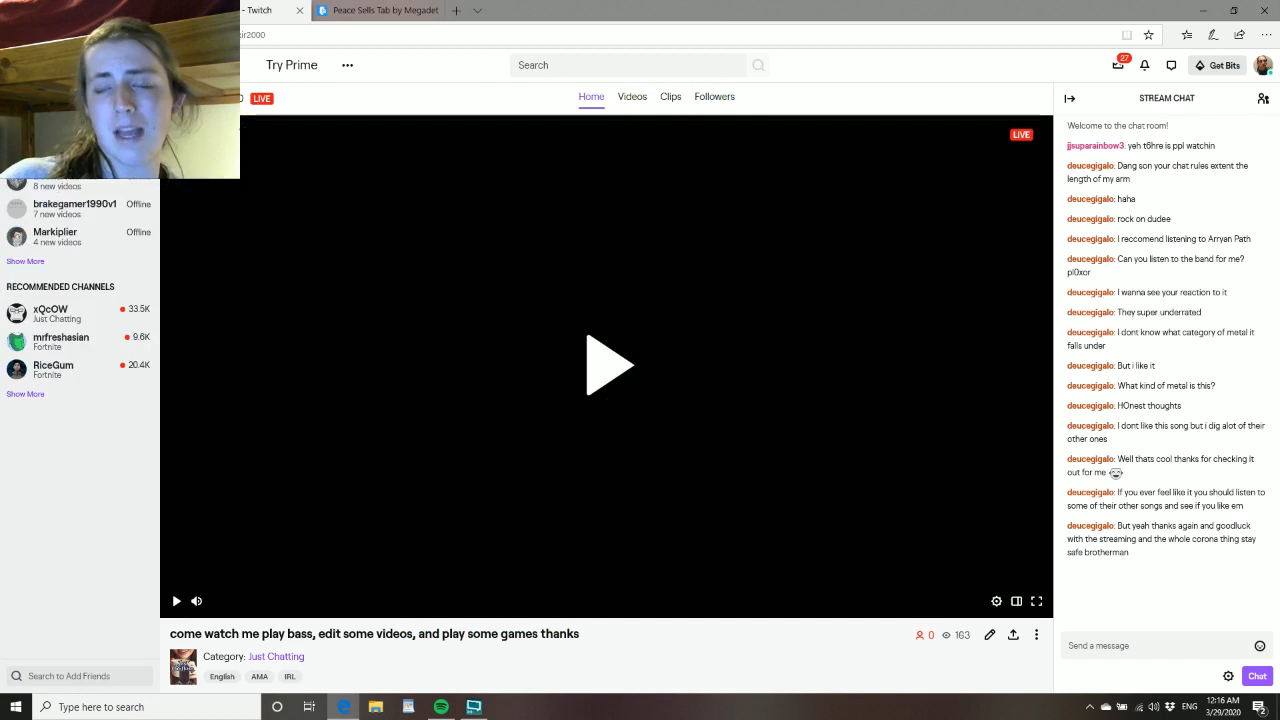 - Twitch
Peace Sells Tab by Megadeth
eir2000
Try Prime
Search
27
Get Bits
LIVE
Home
Videos
Clips
Followers
STREAM CHAT
LIVE
8 new videos
brakegamer1990v1 Offline
7 new videos
Markiplier Offline
4 new videos
Show More
RECOMMENDED CHANNELS
xQcOW 33.5K
Just Chatting
mrfreshasian 9.6K
Fortnite
RiceGum 20.4K
Fortnite
Show More
Search to Add Friends
Welcome to the chat room!
jjsuparainbow3: yeh t6hre is ppl watchin
deucegigalo: Dang son your chat rules extent the
length of my arm
deucegigalo: haha
deucegigalo: rock on dudee
deucegigalo: I reccomend listening to Arryan Path
deucegigalo: Can you listen to the band for me?
pl0xor
deucegigalo: I wanna see your reaction to it
deucegigalo: They super underrated
deucegigalo: I dont know what category of metal it
falls under
deucegigalo: But i like it
deucegigalo: What kind of metal is this?
deucegigalo: HOnest thoughts
deucegigalo: I dont like this song but i dig alot of their
other ones
deucegigalo: Well thats cool thanks for checking it
out for me
deucegigalo: If you ever feel like it you should listen to
some of their other songs and see if you like em
deucegigalo: But yeah thanks again and goodluck
with the streaming and the whole corona thing stay
safe brotherman
Send a message
Chat
come watch me play bass, edit some videos, and play some games thanks
0 163
Category: Just Chatting
English AMA IRL
Type here to search
ENG
12:16 AM
3/29/2020
2